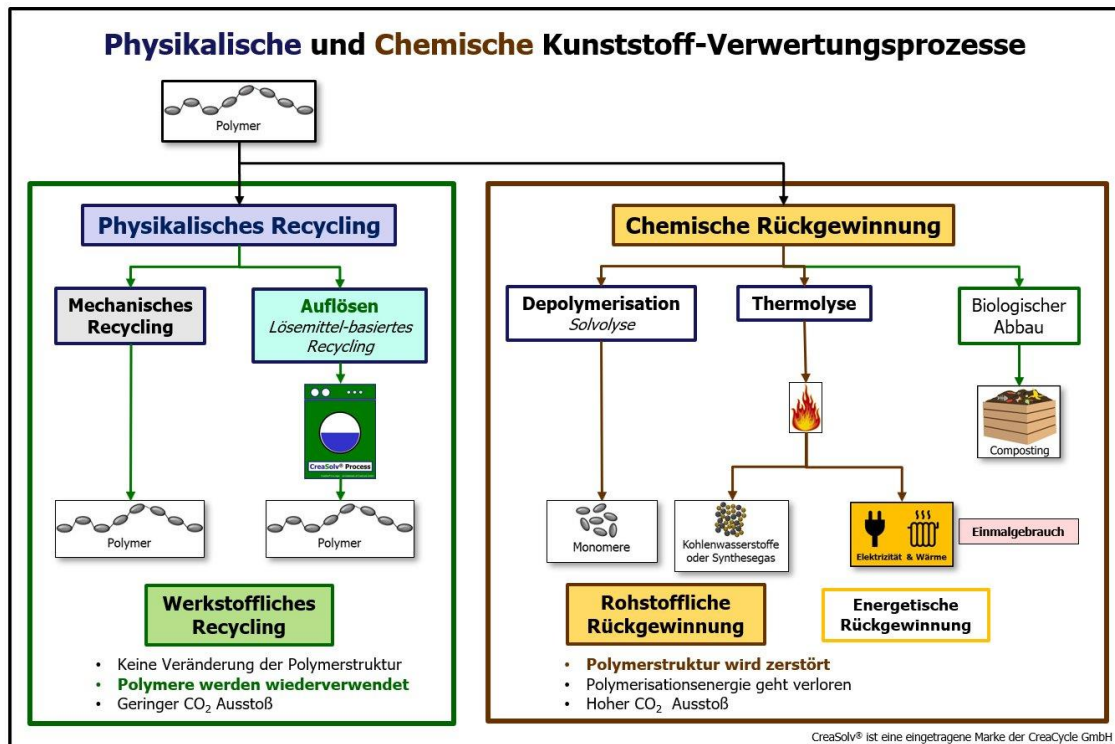 Physikalische und Chemische Kunststoff-Verwertungsprozesse
Polymer
Physikalisches Recycling
Mechanisches
Recycling
Auflösen
Lösemittel-basiertes
Recycling
CreaSolv® Process
Polymer
Polymer
Werkstoffliches
Recycling
• Keine Veränderung der Polymerstruktur
• Polymere werden wiederverwendet
• Geringer CO₂ Ausstoß
Chemische Rückgewinnung
Depolymerisation
Solvolyse
Thermolyse
Biologischer
Abbau
Composting
Monomere
Kohlenwasserstoffe
oder Synthesegas
Elektrizität & Wärme
Einmalgebrauch
Rohstoffliche
Rückgewinnung
Energetische
Rückgewinnung
• Polymerstruktur wird zerstört
• Polymerisationsenergie geht verloren
• Hoher CO₂ Ausstoß
CreaSolv® ist eine eingetragene Marke der CreaCycle GmbH